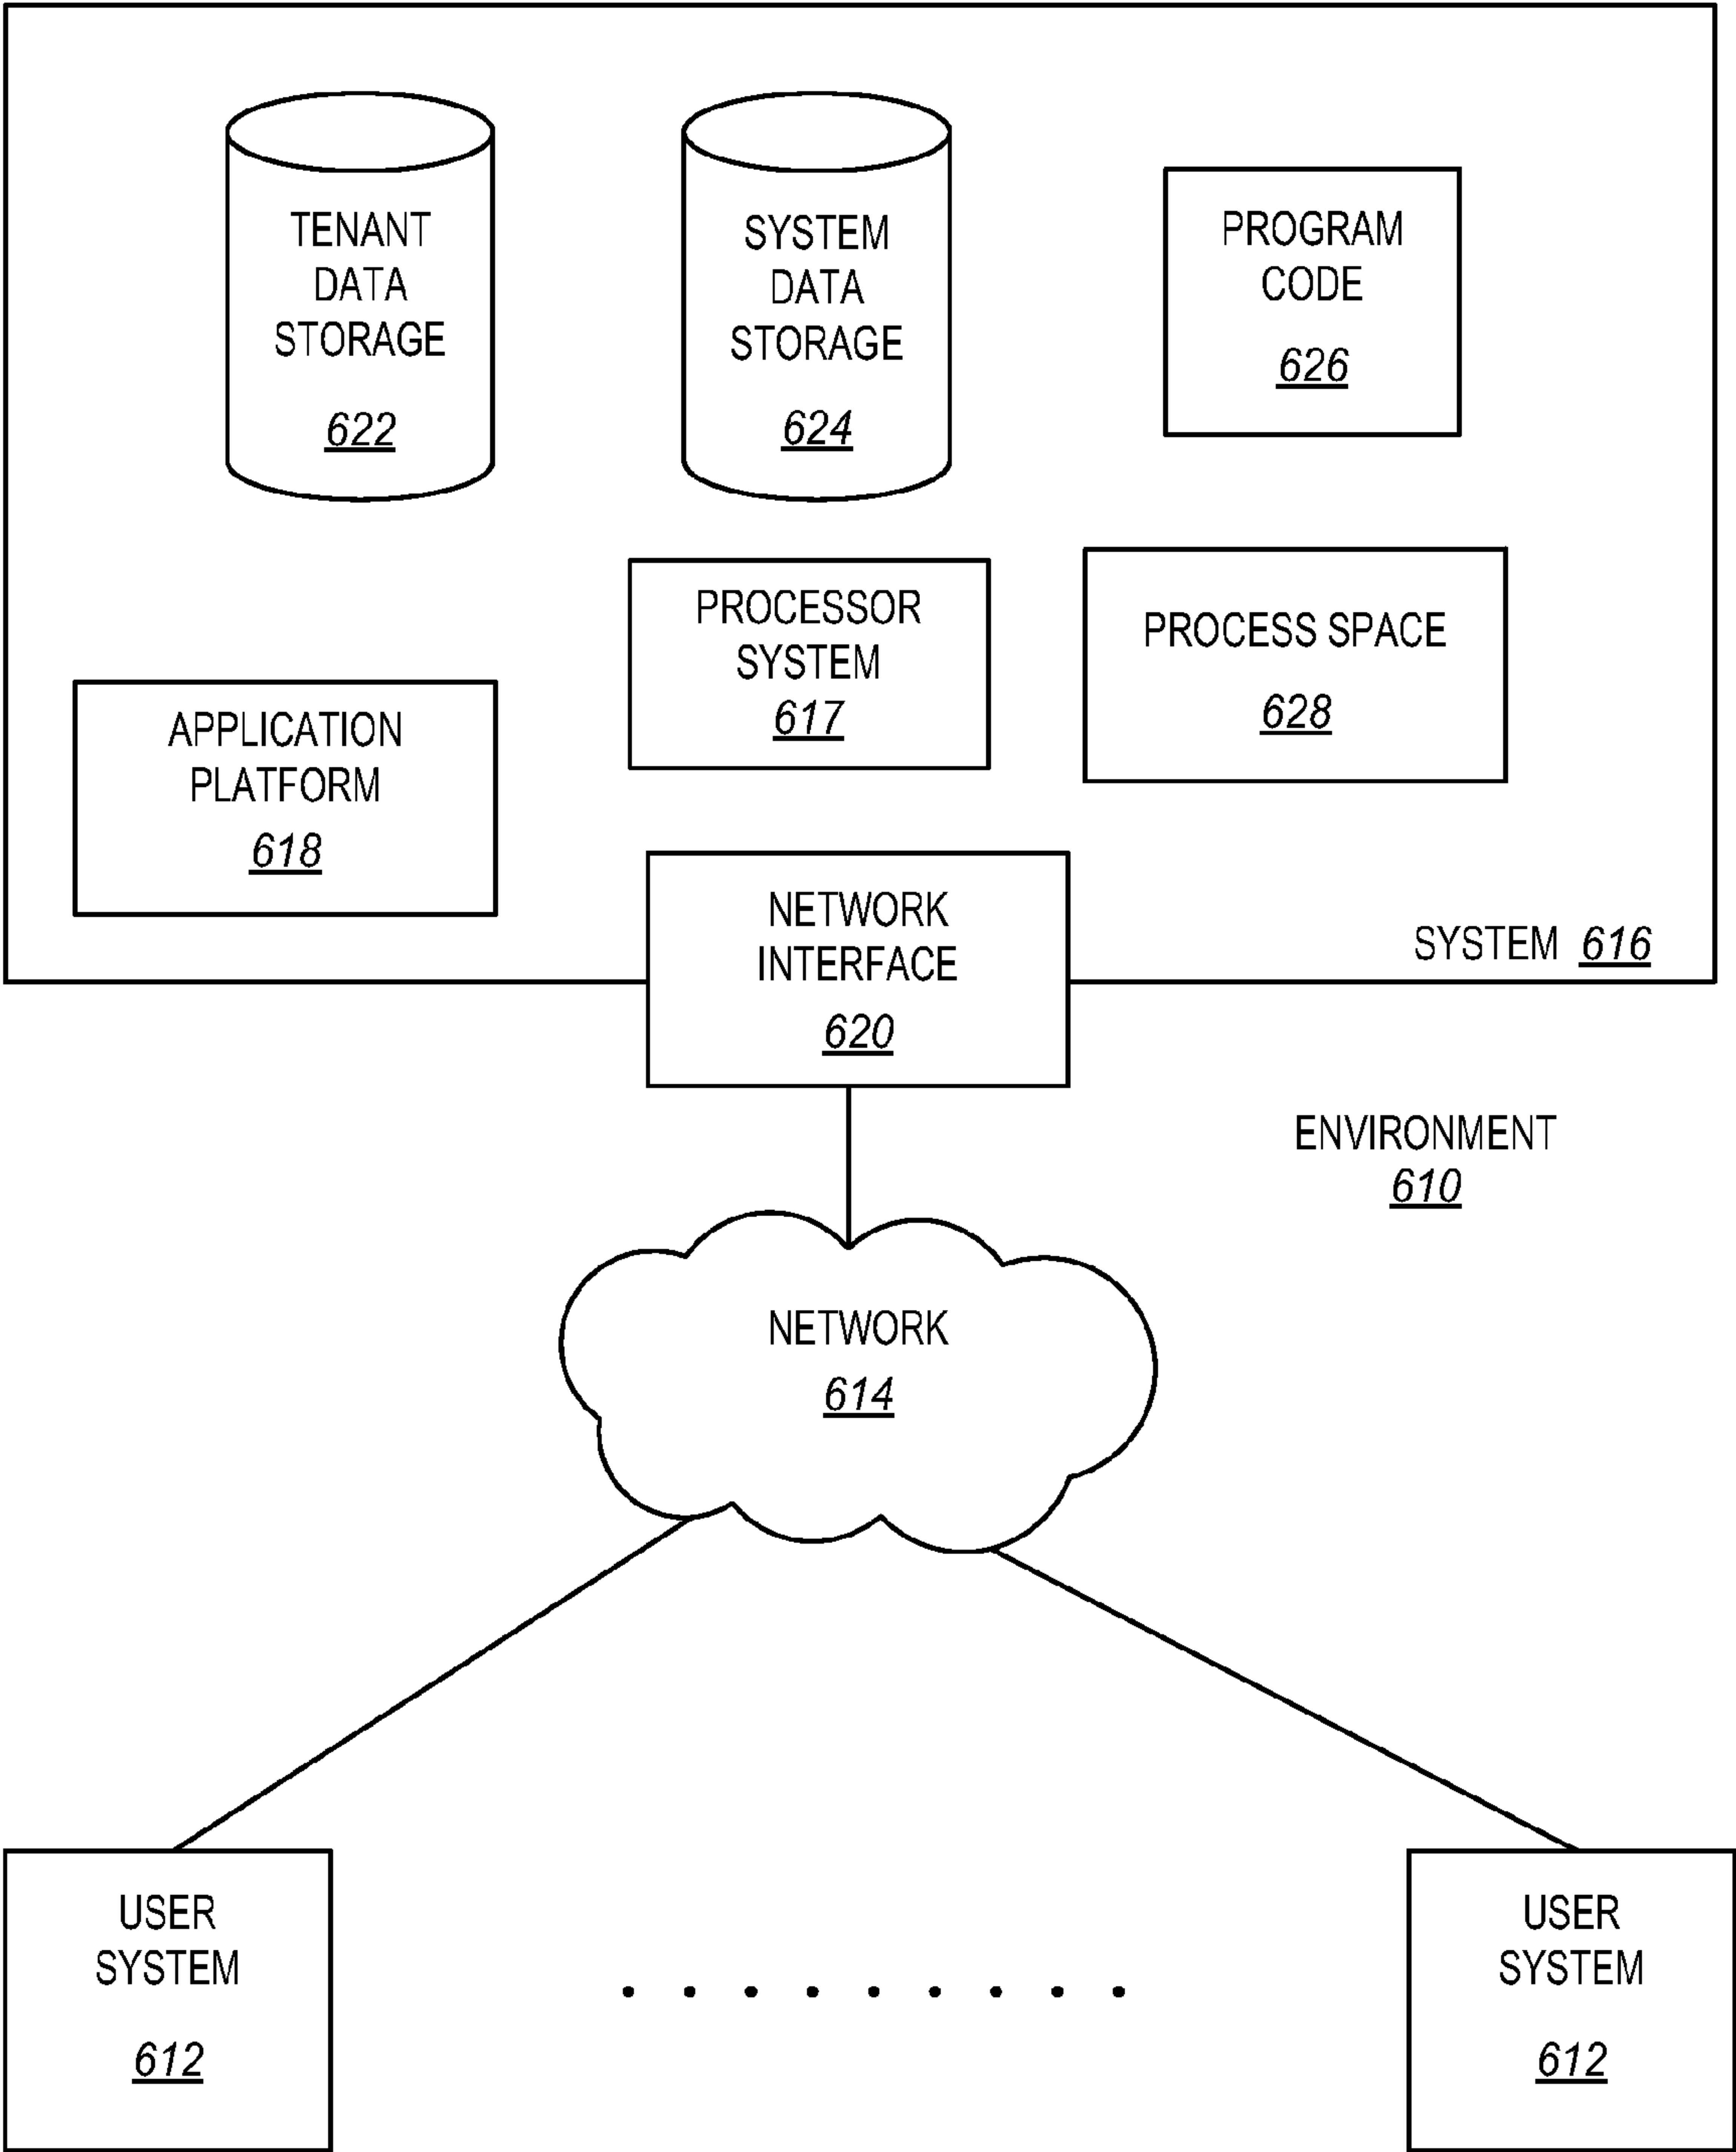 TENANT
DATA
STORAGE
622
SYSTEM
DATA
STORAGE
624
PROGRAM
CODE
626
PROCESSOR
SYSTEM
617
PROCESS SPACE
628
APPLICATION
PLATFORM
618
NETWORK
INTERFACE
620
SYSTEM 616
ENVIRONMENT
610
NETWORK
614
USER
SYSTEM
612
USER
SYSTEM
612